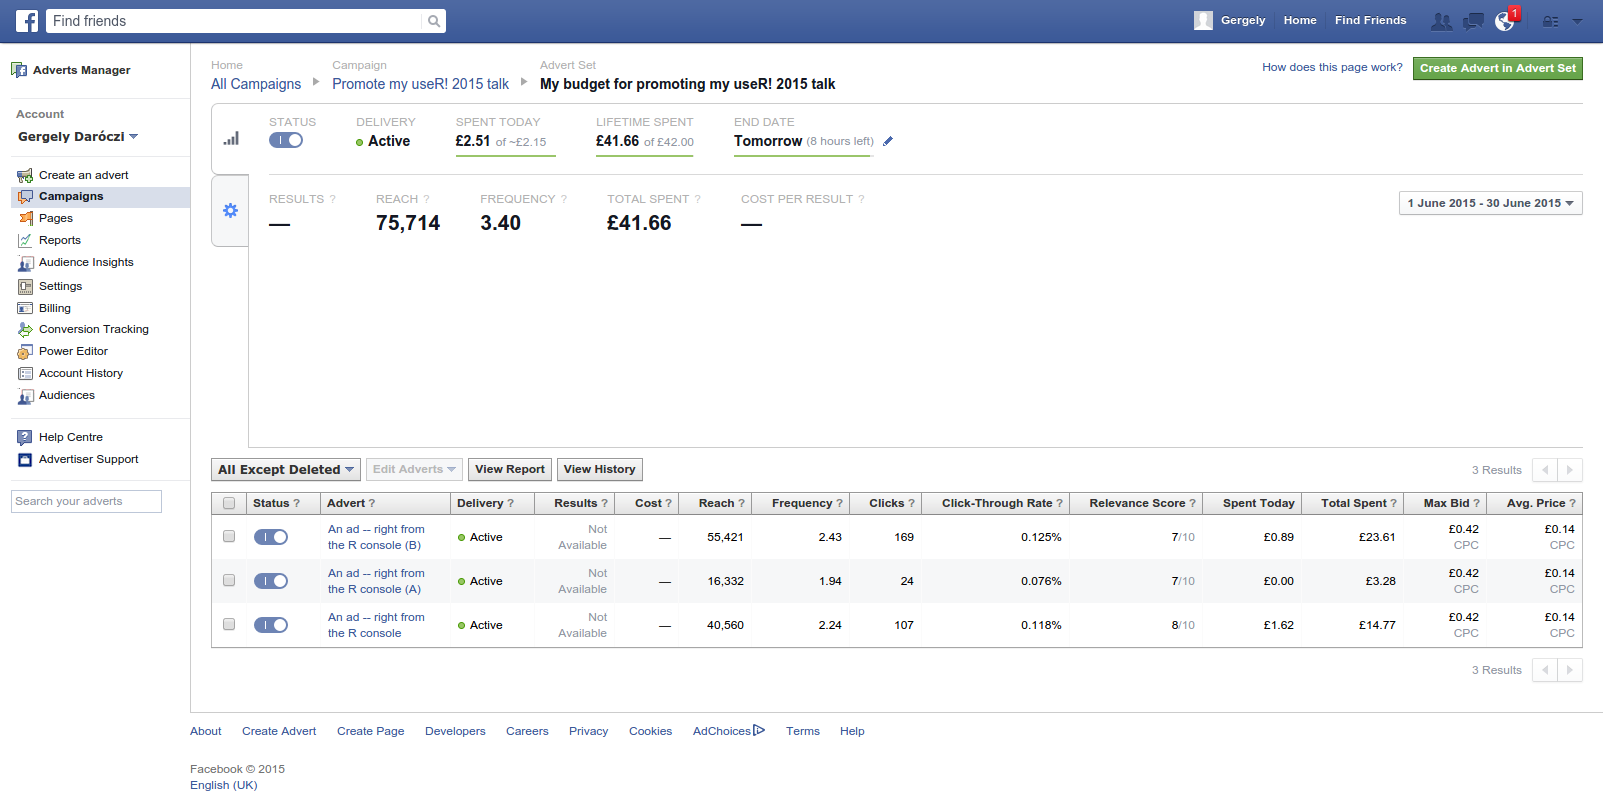 Find friends
Gergely Home Find Friends 1
Adverts Manager
Account
Gergely Daróczi
Create an advert
Campaigns
Pages
Reports
Audience Insights
Settings
Billing
Conversion Tracking
Power Editor
Account History
Audiences
Help Centre
Advertiser Support
Search your adverts
Home Campaign Advert Set
All Campaigns Promote my useR! 2015 talk My budget for promoting my useR! 2015 talk
How does this page work? Create Advert in Advert Set
STATUS DELIVERY SPENT TODAY LIFETIME SPENT END DATE
Active £2.51 of ~£2.15 £41.66 of £42.00 Tomorrow (8 hours left)
RESULTS ? REACH ? FREQUENCY ? TOTAL SPENT ? COST PER RESULT ?
— 75,714 3.40 £41.66 —
1 June 2015 - 30 June 2015
All Except Deleted Edit Adverts View Report View History 3 Results
Status ? Advert ? Delivery ? Results ? Cost ? Reach ? Frequency ? Clicks ? Click-Through Rate ? Relevance Score ? Spent Today Total Spent ? Max Bid ? Avg. Price ?
An ad -- right from Not £0.42 £0.14
the R console (B) Active Available — 55,421 2.43 169 0.125% 7/10 £0.89 £23.61 CPC CPC
An ad -- right from Not £0.42 £0.14
the R console (A) Active Available — 16,332 1.94 24 0.076% 7/10 £0.00 £3.28 CPC CPC
An ad -- right from Not £0.42 £0.14
the R console Active Available — 40,560 2.24 107 0.118% 8/10 £1.62 £14.77 CPC CPC
3 Results
About Create Advert Create Page Developers Careers Privacy Cookies AdChoices Terms Help
Facebook © 2015
English (UK)